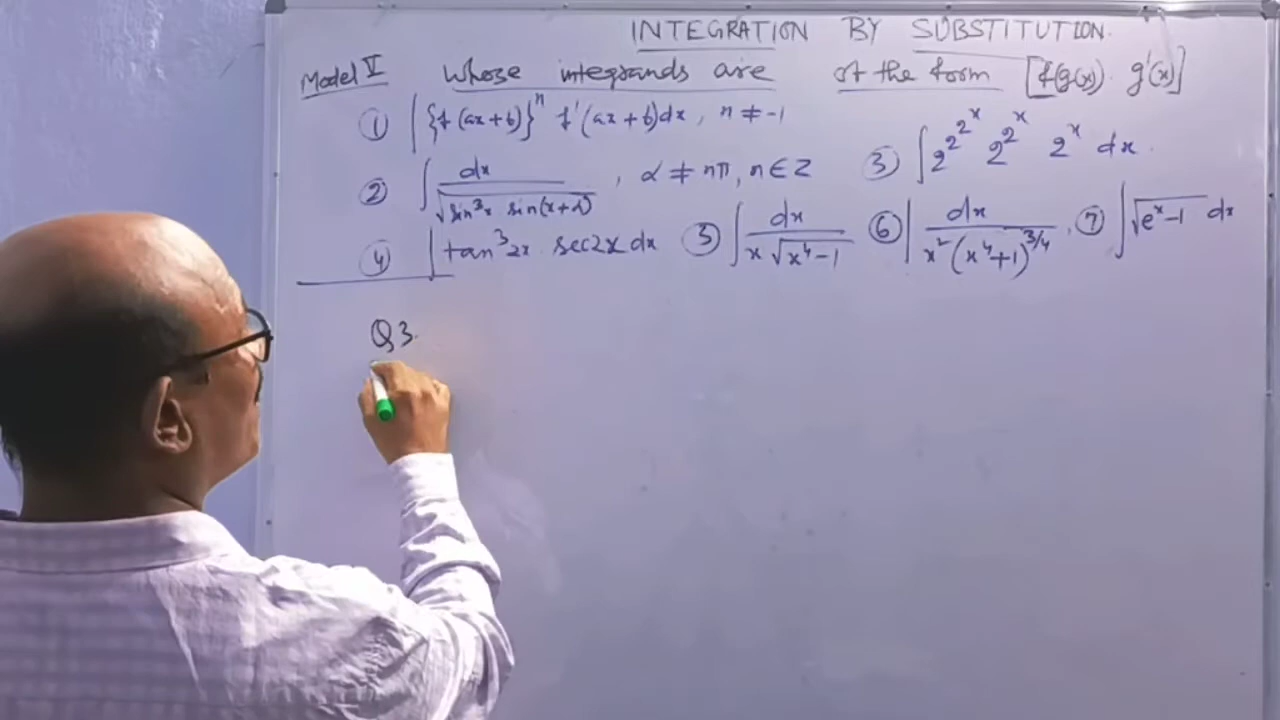 INTEGRATION BY SUBSTITUTION.
Model V whose integrands are of the form [f(g(x)). g'(x)]
① ∫{f(ax+b)}ⁿ f'(ax+b)dx, n ≠ -1
② ∫ dx / √(sin³x sin(x+α)) , α ≠ nπ, n ∈ Z ③ ∫ 2^2^2^x 2^2^x 2^x dx.
④ ∫ tan³2x. sec2x dx ⑤ ∫ dx / (x √(x⁴-1)) ⑥ ∫ dx / (x²(x⁴+1)^(3/4)). ⑦ ∫ √(eˣ-1) dx
Q3.